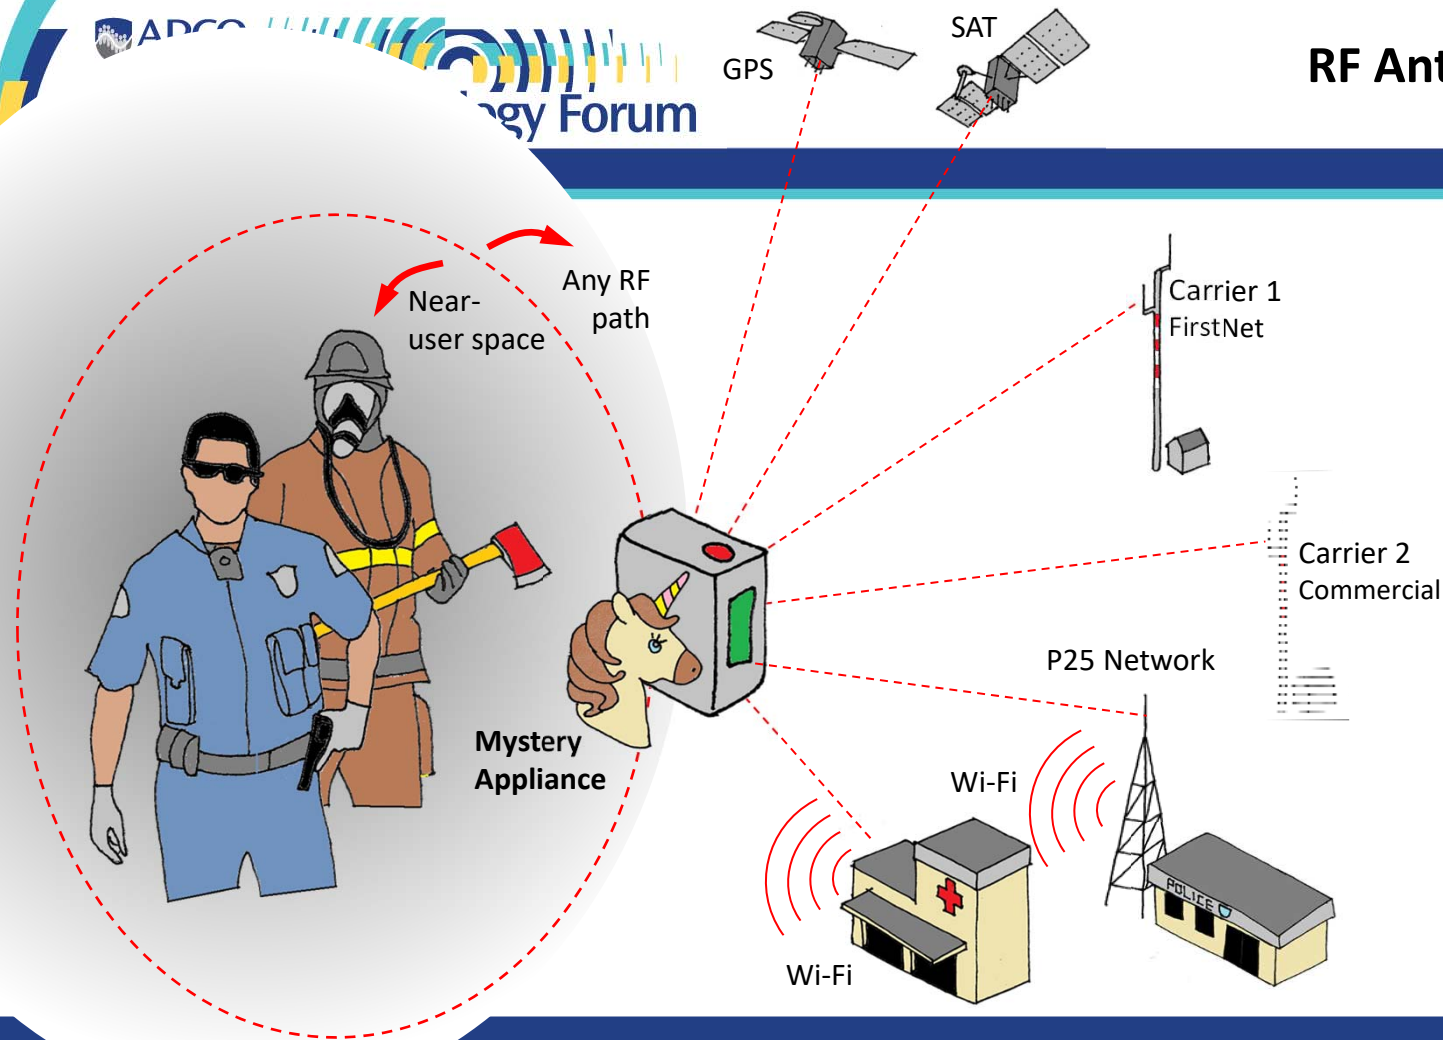 APCO
GPS
SAT
RF Ant
Forum
Near-
user space
Any RF
path
Carrier 1
FirstNet
Carrier 2
Commercial
P25 Network
Mystery
Appliance
Wi-Fi
POLICE
Wi-Fi